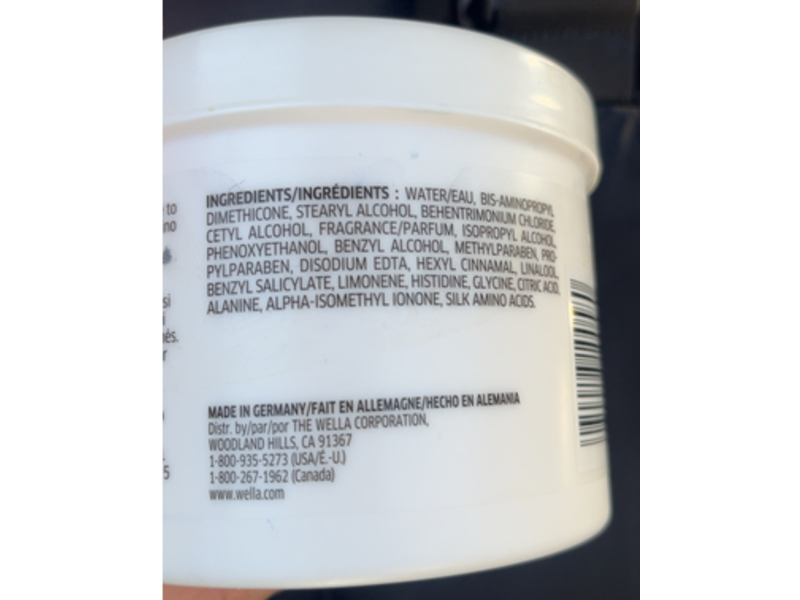 INGREDIENTS/INGRÉDIENTS : WATER/EAU, BIS-AMINOPROPYL
DIMETHICONE, STEARYL ALCOHOL, BEHENTRIMONIUM CHLORIDE,
CETYL ALCOHOL, FRAGRANCE/PARFUM, ISOPROPYL ALCOHOL,
PHENOXYETHANOL, BENZYL ALCOHOL, METHYLPARABEN, PRO-
PYLPARABEN, DISODIUM EDTA, HEXYL CINNAMAL, LINALOOL,
BENZYL SALICYLATE, LIMONENE, HISTIDINE, GLYCINE, CITRIC ACID,
ALANINE, ALPHA-ISOMETHYL IONONE, SILK AMINO ACIDS.
MADE IN GERMANY/FAIT EN ALLEMAGNE/HECHO EN ALEMANIA
Distr. by/par/por THE WELLA CORPORATION,
WOODLAND HILLS, CA 91367
1-800-935-5273 (USA/É.-U.)
1-800-267-1962 (Canada)
www.wella.com